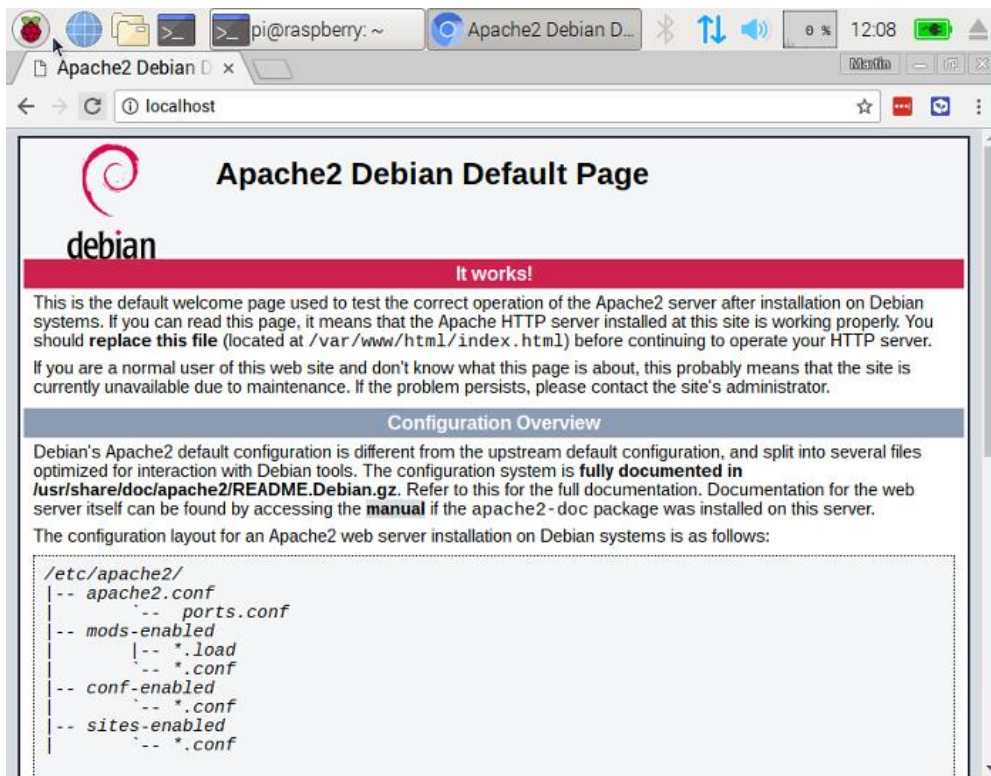 pi@raspberry: ~
Apache2 Debian D...
0 %
12:08
Apache2 Debian D
Martin
localhost
debian
Apache2 Debian Default Page
It works!
This is the default welcome page used to test the correct operation of the Apache2 server after installation on Debian
systems. If you can read this page, it means that the Apache HTTP server installed at this site is working properly. You
should replace this file (located at /var/www/html/index.html) before continuing to operate your HTTP server.
If you are a normal user of this web site and don't know what this page is about, this probably means that the site is
currently unavailable due to maintenance. If the problem persists, please contact the site's administrator.
Configuration Overview
Debian's Apache2 default configuration is different from the upstream default configuration, and split into several files
optimized for interaction with Debian tools. The configuration system is fully documented in
/usr/share/doc/apache2/README.Debian.gz. Refer to this for the full documentation. Documentation for the web
server itself can be found by accessing the manual if the apache2-doc package was installed on this server.
The configuration layout for an Apache2 web server installation on Debian systems is as follows:
/etc/apache2/
|-- apache2.conf
|       `--  ports.conf
|-- mods-enabled
|       |-- *.load
|       `-- *.conf
|-- conf-enabled
|       `-- *.conf
|-- sites-enabled
|       `-- *.conf